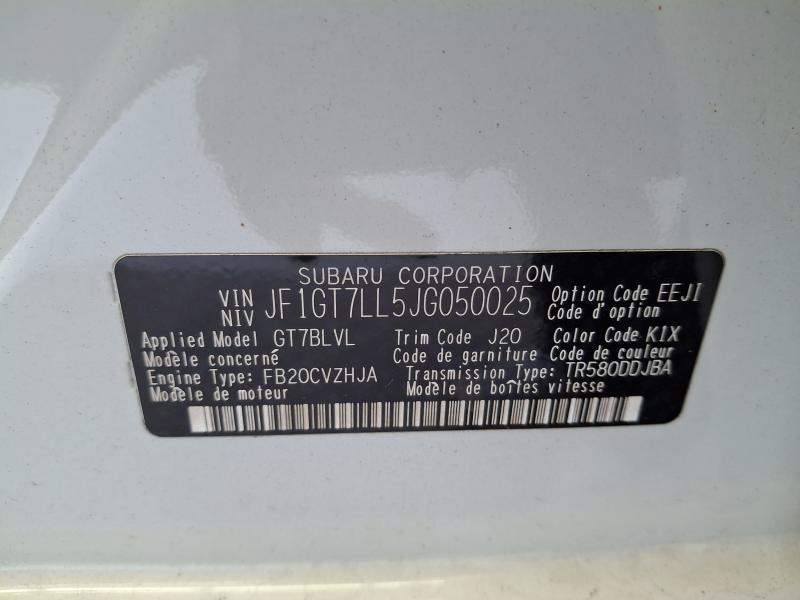 SUBARU CORPORATION
VIN NIV JF1GT7LL5JG050025 Option Code EEJI
Code d'option
Applied Model GT7BLVL Trim Code J20 Color Code K1X
Modèle concerné Code de garniture Code de couleur
Engine Type: FB20CVZHJA Transmission Type: TR580DDJBA
Modèle de moteur Modèle de boîtes vitesse